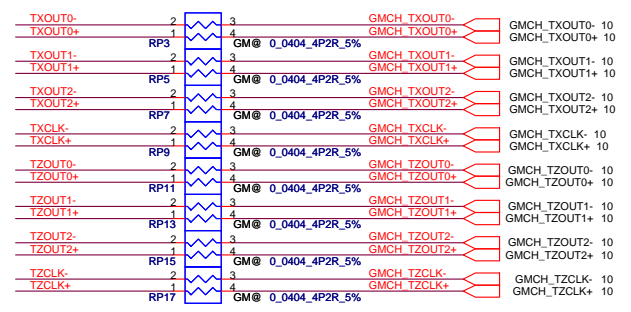 TXOUT0- 2 3 GMCH_TXOUT0- GMCH_TXOUT0- 10
TXOUT0+ 1 4 GMCH_TXOUT0+ GMCH_TXOUT0+ 10
RP3 GM@ 0_0404_4P2R_5%
TXOUT1- 2 3 GMCH_TXOUT1- GMCH_TXOUT1- 10
TXOUT1+ 1 4 GMCH_TXOUT1+ GMCH_TXOUT1+ 10
RP5 GM@ 0_0404_4P2R_5%
TXOUT2- 2 3 GMCH_TXOUT2- GMCH_TXOUT2- 10
TXOUT2+ 1 4 GMCH_TXOUT2+ GMCH_TXOUT2+ 10
RP7 GM@ 0_0404_4P2R_5%
TXCLK- 2 3 GMCH_TXCLK- GMCH_TXCLK- 10
TXCLK+ 1 4 GMCH_TXCLK+ GMCH_TXCLK+ 10
RP9 GM@ 0_0404_4P2R_5%
TZOUT0- 2 3 GMCH_TZOUT0- GMCH_TZOUT0- 10
TZOUT0+ 1 4 GMCH_TZOUT0+ GMCH_TZOUT0+ 10
RP11 GM@ 0_0404_4P2R_5%
TZOUT1- 2 3 GMCH_TZOUT1- GMCH_TZOUT1- 10
TZOUT1+ 1 4 GMCH_TZOUT1+ GMCH_TZOUT1+ 10
RP13 GM@ 0_0404_4P2R_5%
TZOUT2- 2 3 GMCH_TZOUT2- GMCH_TZOUT2- 10
TZOUT2+ 1 4 GMCH_TZOUT2+ GMCH_TZOUT2+ 10
RP15 GM@ 0_0404_4P2R_5%
TZCLK- 2 3 GMCH_TZCLK- GMCH_TZCLK- 10
TZCLK+ 1 4 GMCH_TZCLK+ GMCH_TZCLK+ 10
RP17 GM@ 0_0404_4P2R_5%